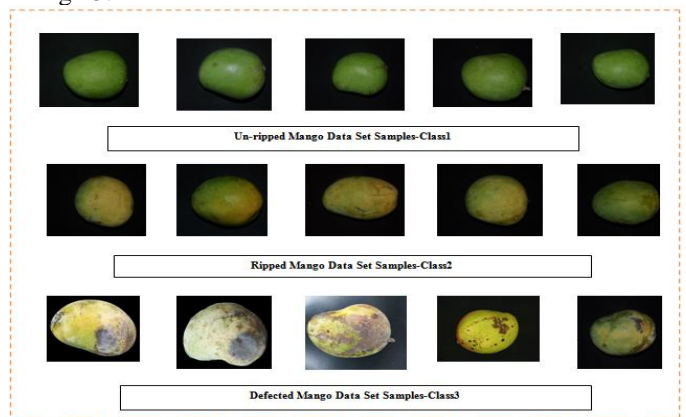 Un-ripped Mango Data Set Samples-Class1
Ripped Mango Data Set Samples-Class2
Defected Mango Data Set Samples-Class3